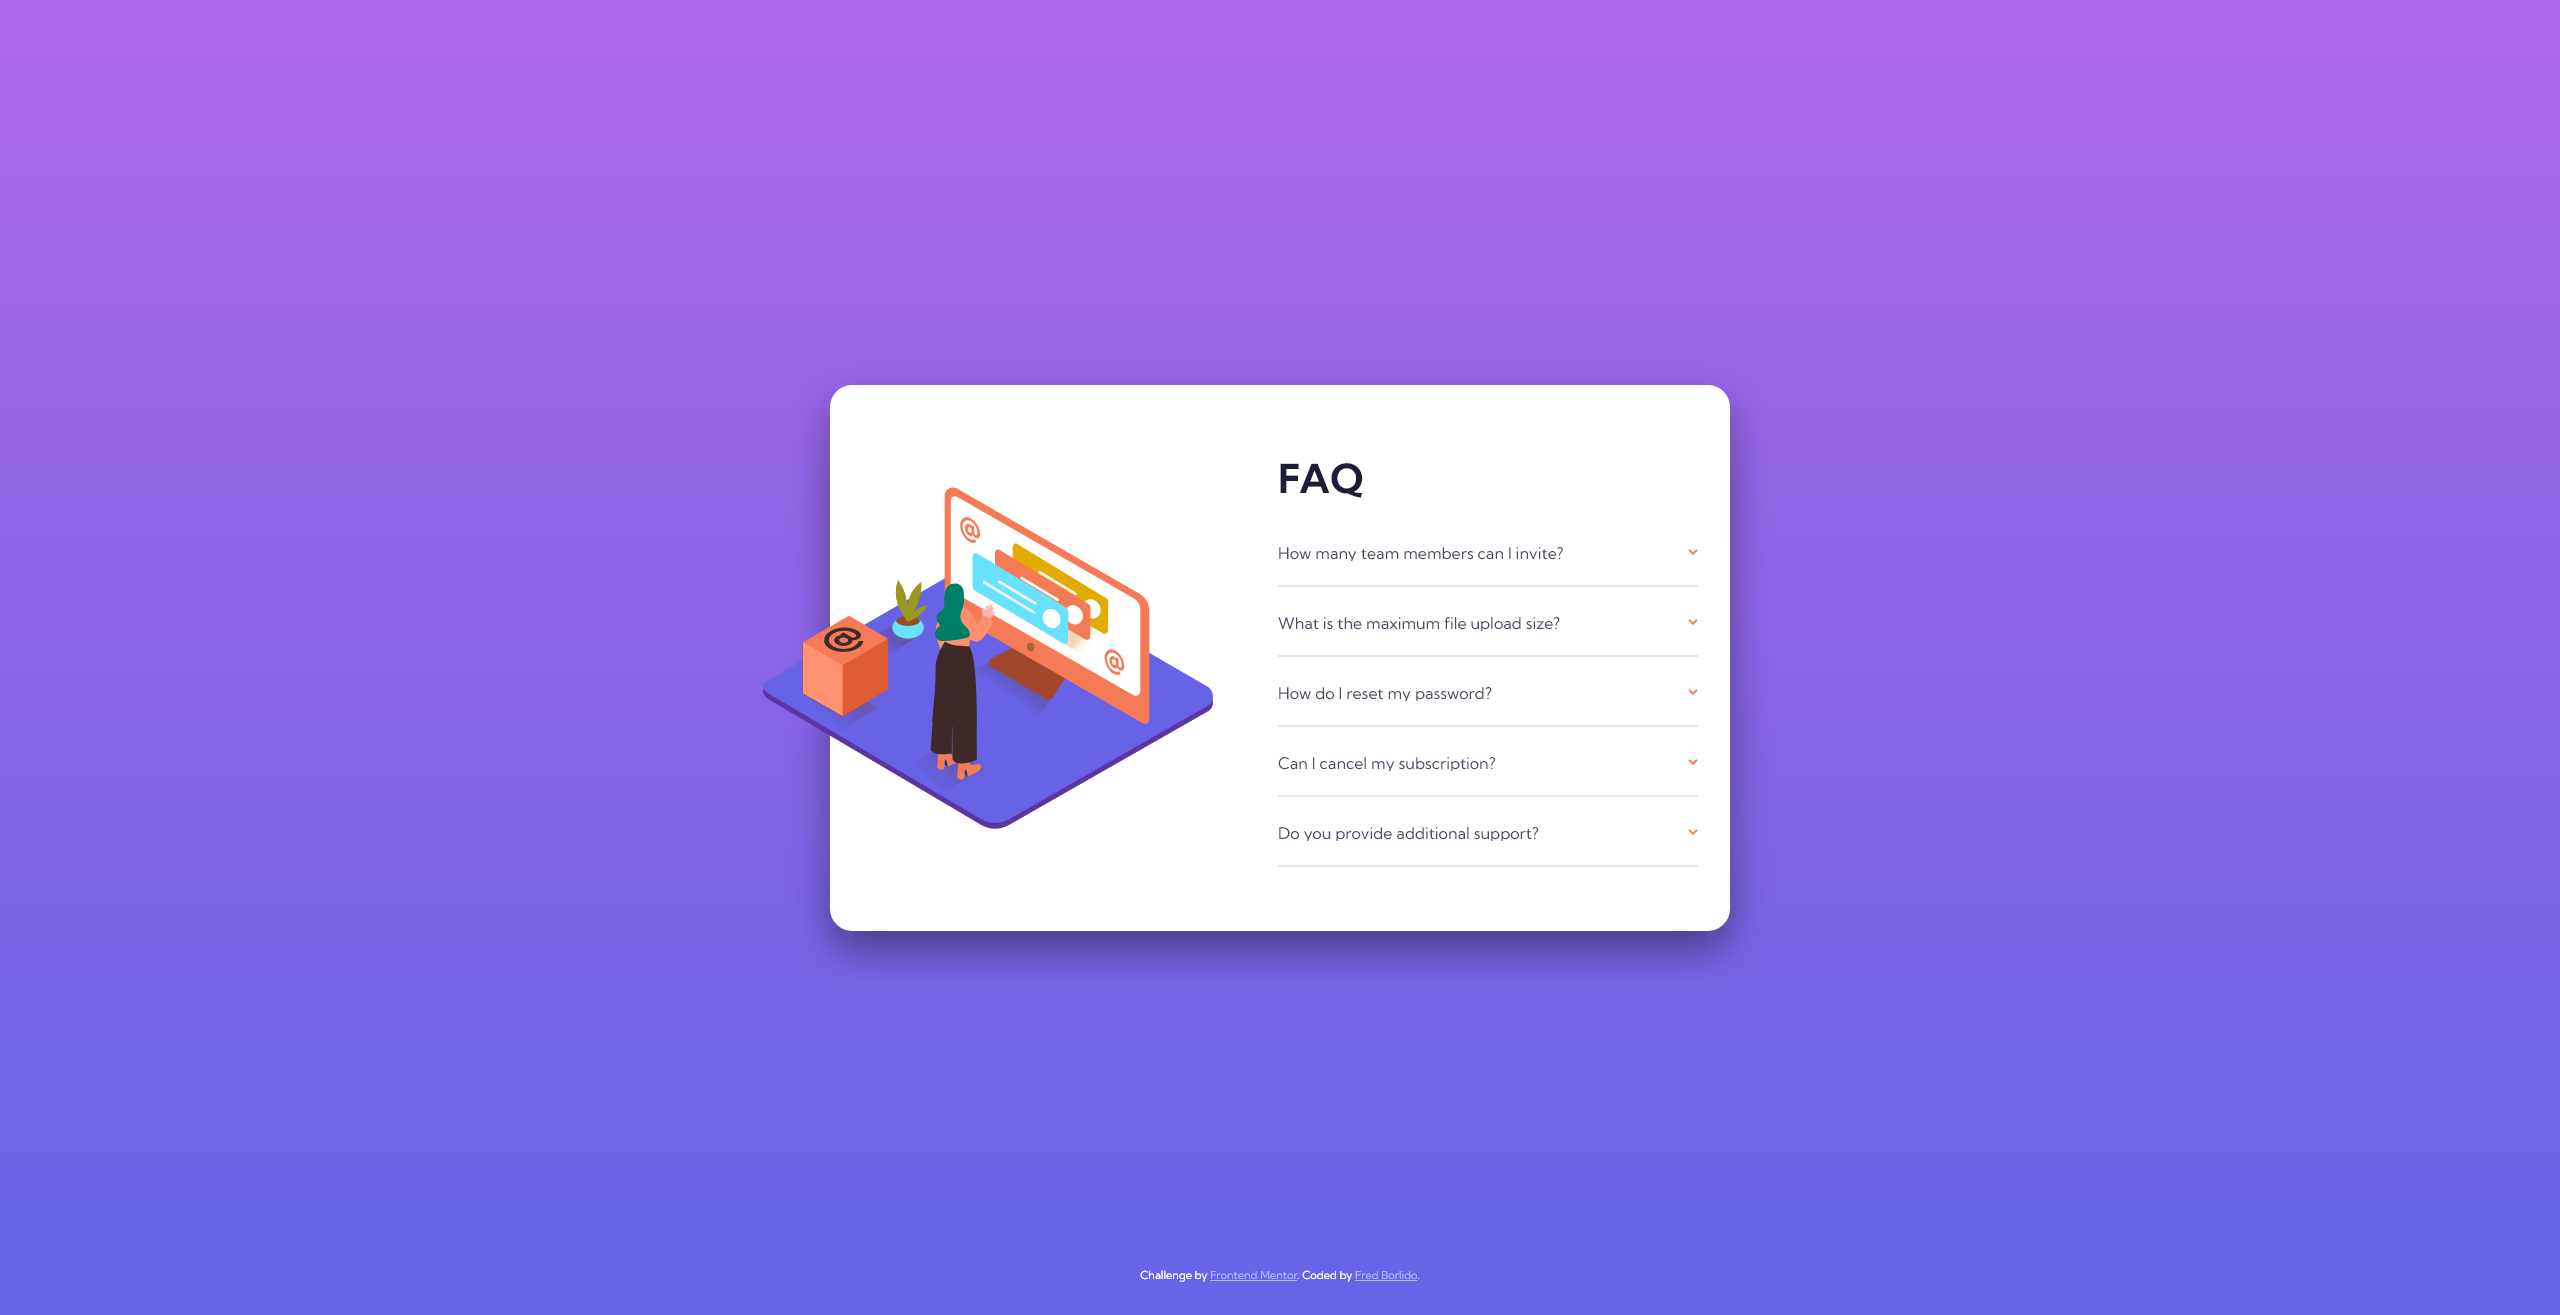 FAQ
How many team members can I invite?
What is the maximum file upload size?
How do I reset my password?
Can I cancel my subscription?
Do you provide additional support?
@
@
@
Challenge by Frontend Mentor. Coded by Fred Borlido.